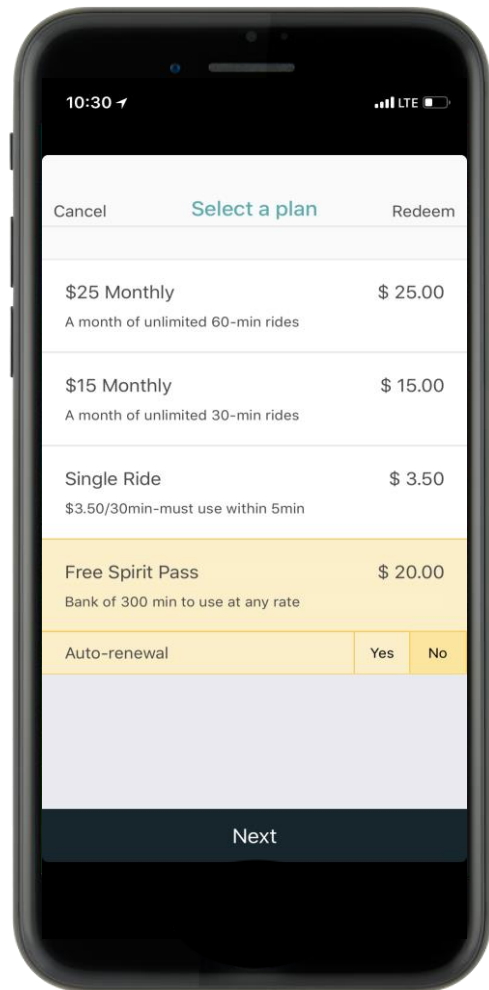 10:30 LTE
Cancel Select a plan Redeem
$25 Monthly $ 25.00
A month of unlimited 60-min rides
$15 Monthly $ 15.00
A month of unlimited 30-min rides
Single Ride $ 3.50
$3.50/30min-must use within 5min
Free Spirit Pass $ 20.00
Bank of 300 min to use at any rate
Auto-renewal Yes No
Next